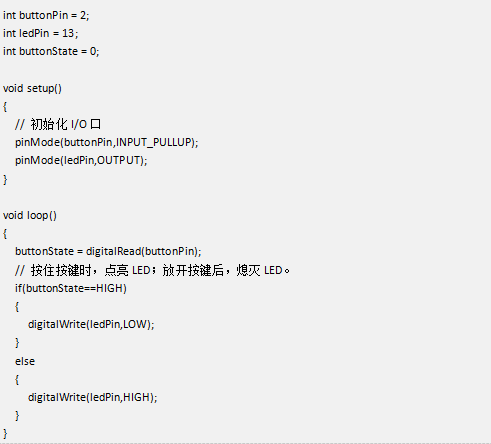 int buttonPin = 2;
int ledPin = 13;
int buttonState = 0;
void setup()
{
// 初始化 I/O 口
pinMode(buttonPin,INPUT_PULLUP);
pinMode(ledPin,OUTPUT);
}
void loop()
{
buttonState = digitalRead(buttonPin);
// 按住按键时，点亮 LED；放开按键后，熄灭 LED。
if(buttonState==HIGH)
{
digitalWrite(ledPin,LOW);
}
else
{
digitalWrite(ledPin,HIGH);
}
}